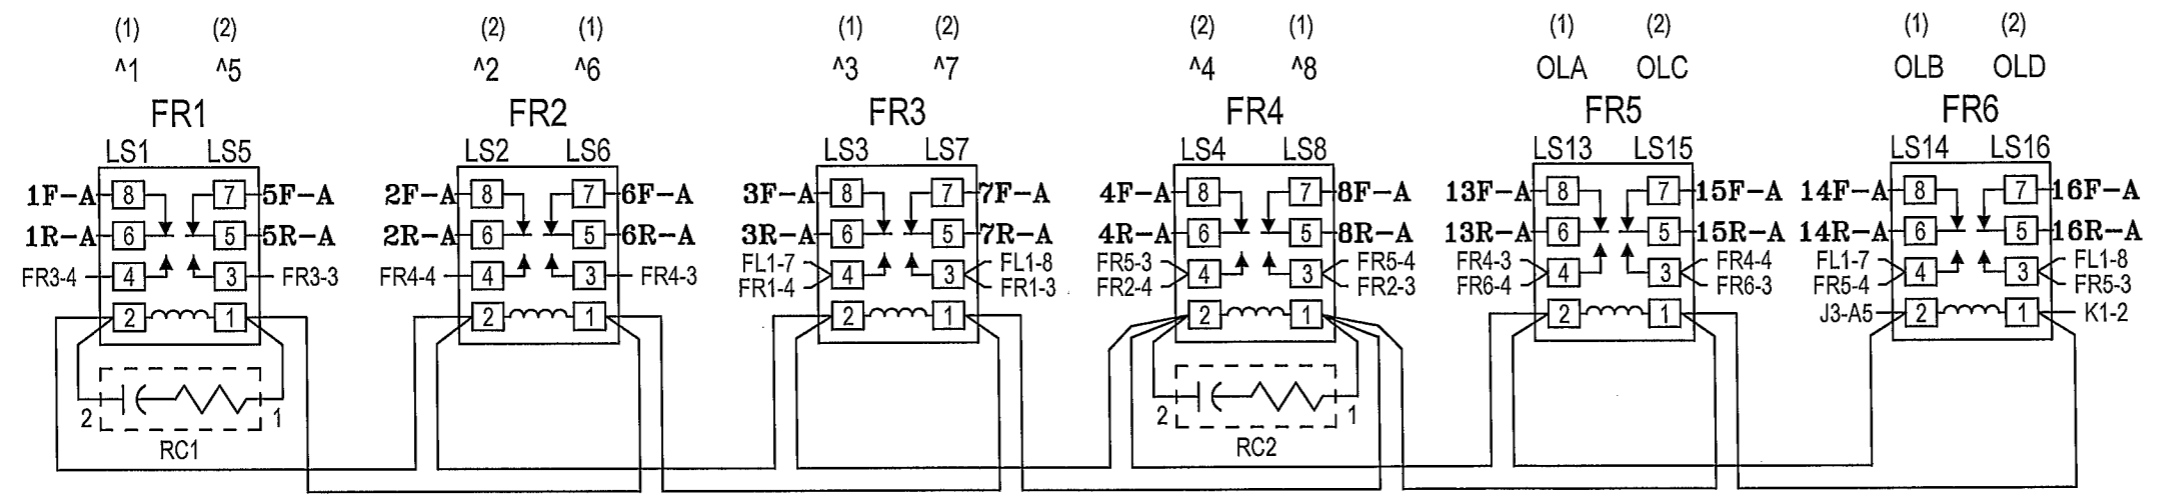 (1) (2) (2) (1) (1) (2) (2) (1) (1) (2) (1) (2)
^1 ^5 ^2 ^6 ^3 ^7 ^4 ^8 OLA OLC OLB OLD
FR1 FR2 FR3 FR4 FR5 FR6
LS1 LS5 LS2 LS6 LS3 LS7 LS4 LS8 LS13 LS15 LS14 LS16
1F-A 8 7 5F-A 2F-A 8 7 6F-A 3F-A 8 7 7F-A 4F-A 8 7 8F-A 13F-A 8 7 15F-A 14F-A 8 7 16F-A
1R-A 6 5 5R-A 2R-A 6 5 6R-A 3R-A 6 5 7R-A 4R-A 6 5 8R-A 13R-A 6 5 15R-A 14R-A 6 5 16R-A
FL1-7 FL1-8 FR5-3 FR5-4 FR4-3 FR4-4 FL1-7 FL1-8
FR3-4 4 3 FR3-3 FR4-4 4 3 FR4-3 4 3 4 3 4 3 4 3
FR1-4 FR1-3 FR2-4 FR2-3 FR6-4 FR6-3 FR5-4 FR5-3
2 1 2 1 2 1 2 1 2 1 J3-A5 2 1 K1-2
2 1 2 1
RC1 RC2